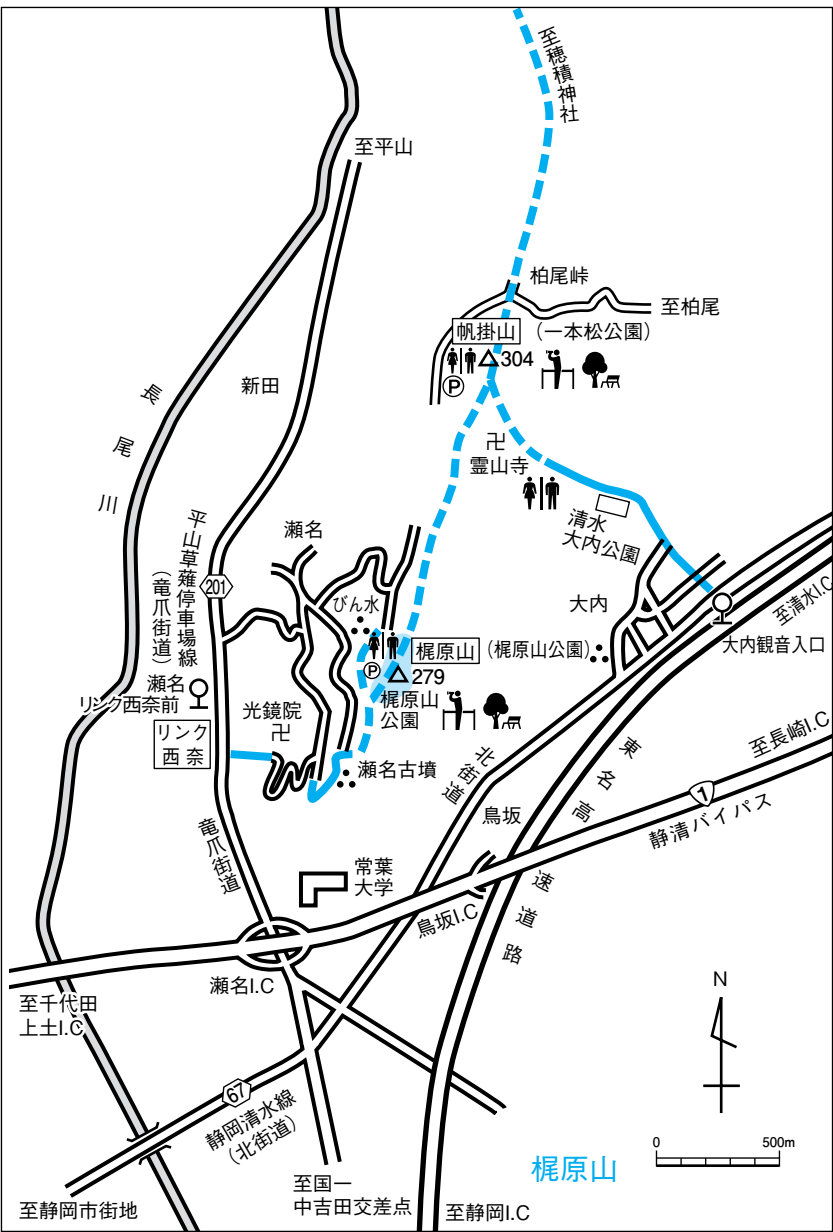 至穂積神社
至平山
柏尾峠
至柏尾
帆掛山
(一本松公園)
304
P
新田
長尾川
卍
霊山寺
清水
大内公園
平山草薙停車場線
(竜爪街道)
201
瀬名
びん水
大内
至清水I.C
大内観音入口
梶原山
(梶原山公園)
P
279
梶原山
公園
瀬名
リンク西奈前
光鏡院
卍
リンク
西奈
瀬名古墳
北街道
東名高速道路
至長崎I.C
1
静清バイパス
鳥坂
竜爪街道
常葉
大学
鳥坂I.C
瀬名I.C
至千代田
上土I.C
N
67
静岡清水線
(北街道)
0
500m
梶原山
至静岡市街地
至国一
中吉田交差点
至静岡I.C